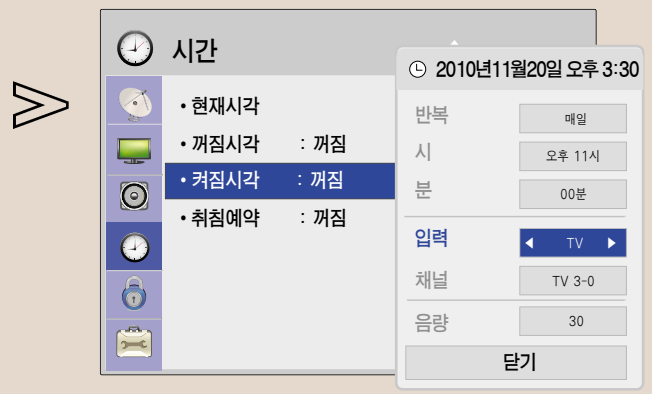 시간
• 현재시각
• 꺼짐시각 : 꺼짐
• 켜짐시각 : 꺼짐
• 취침예약 : 꺼짐
2010년11월20일 오후 3:30
반복 매일
시 오후 11시
분 00분
입력 ◀ TV ▶
채널 TV 3-0
음량 30
닫기